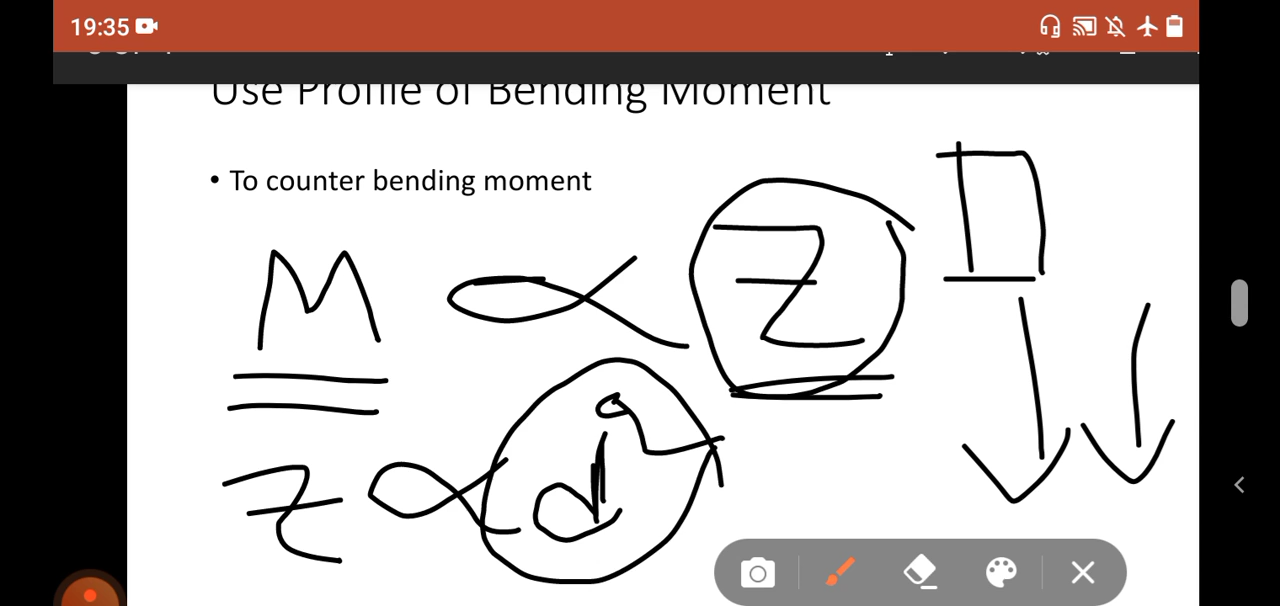 19:35
Use Profile of Bending Moment
• To counter bending moment
M ∝ Z
Z ∝ d²